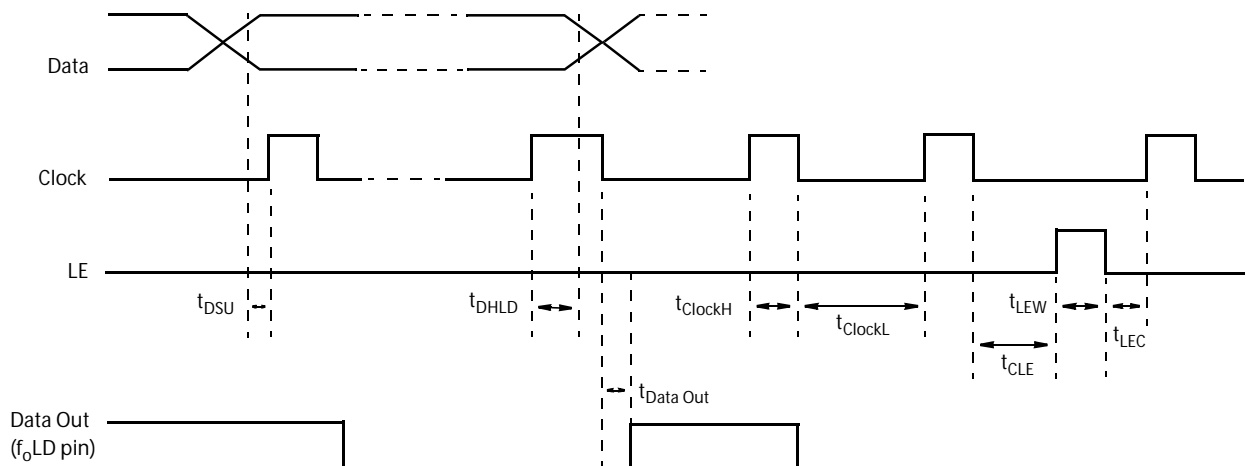 Data
Clock
LE
tDSU
tDHLD
tClockH
tClockL
tLEW
tLEC
tCLE
tData Out
Data Out
(foLD pin)